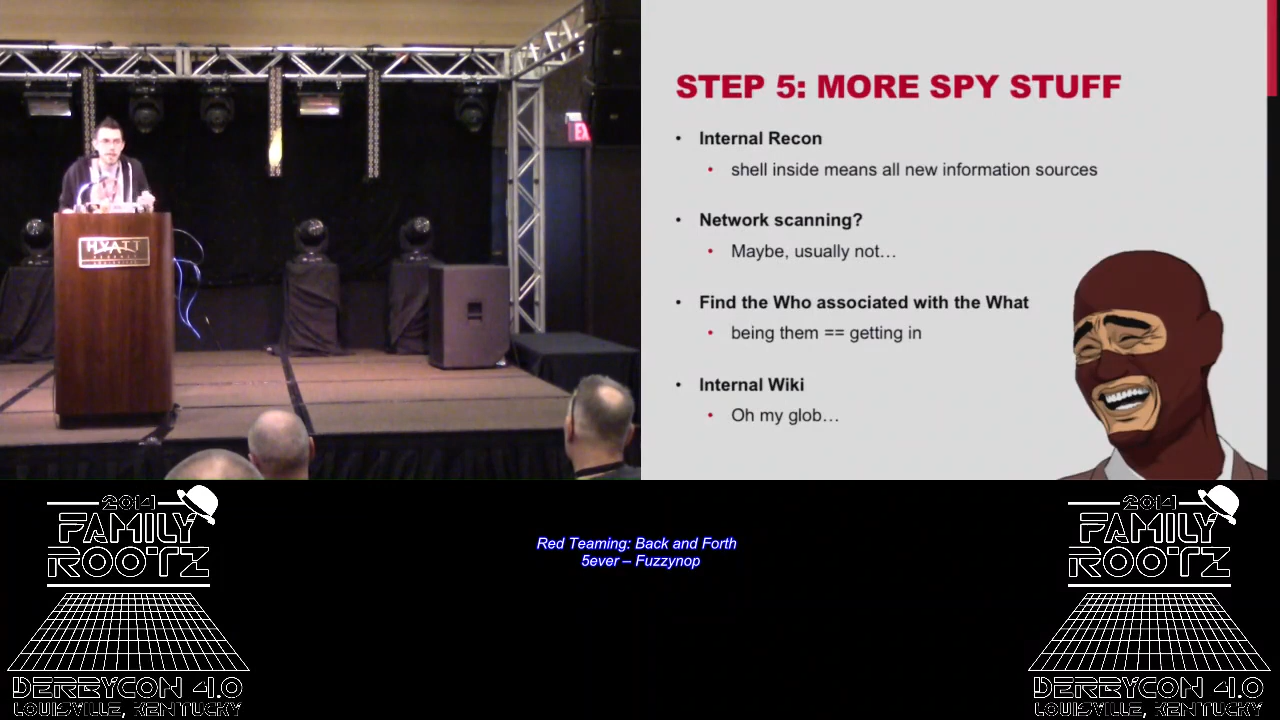 STEP 5: MORE SPY STUFF
• Internal Recon
• shell inside means all new information sources
• Network scanning?
• Maybe, usually not…
• Find the Who associated with the What
• being them == getting in
• Internal Wiki
• Oh my glob…
HYATT
2014
FAMILY
ROOTZ
DERBYCON 4.0
LOUISVILLE, KENTUCKY
Red Teaming: Back and Forth
5ever – Fuzzynop
2014
FAMILY
ROOTZ
DERBYCON 4.0
LOUISVILLE, KENTUCKY